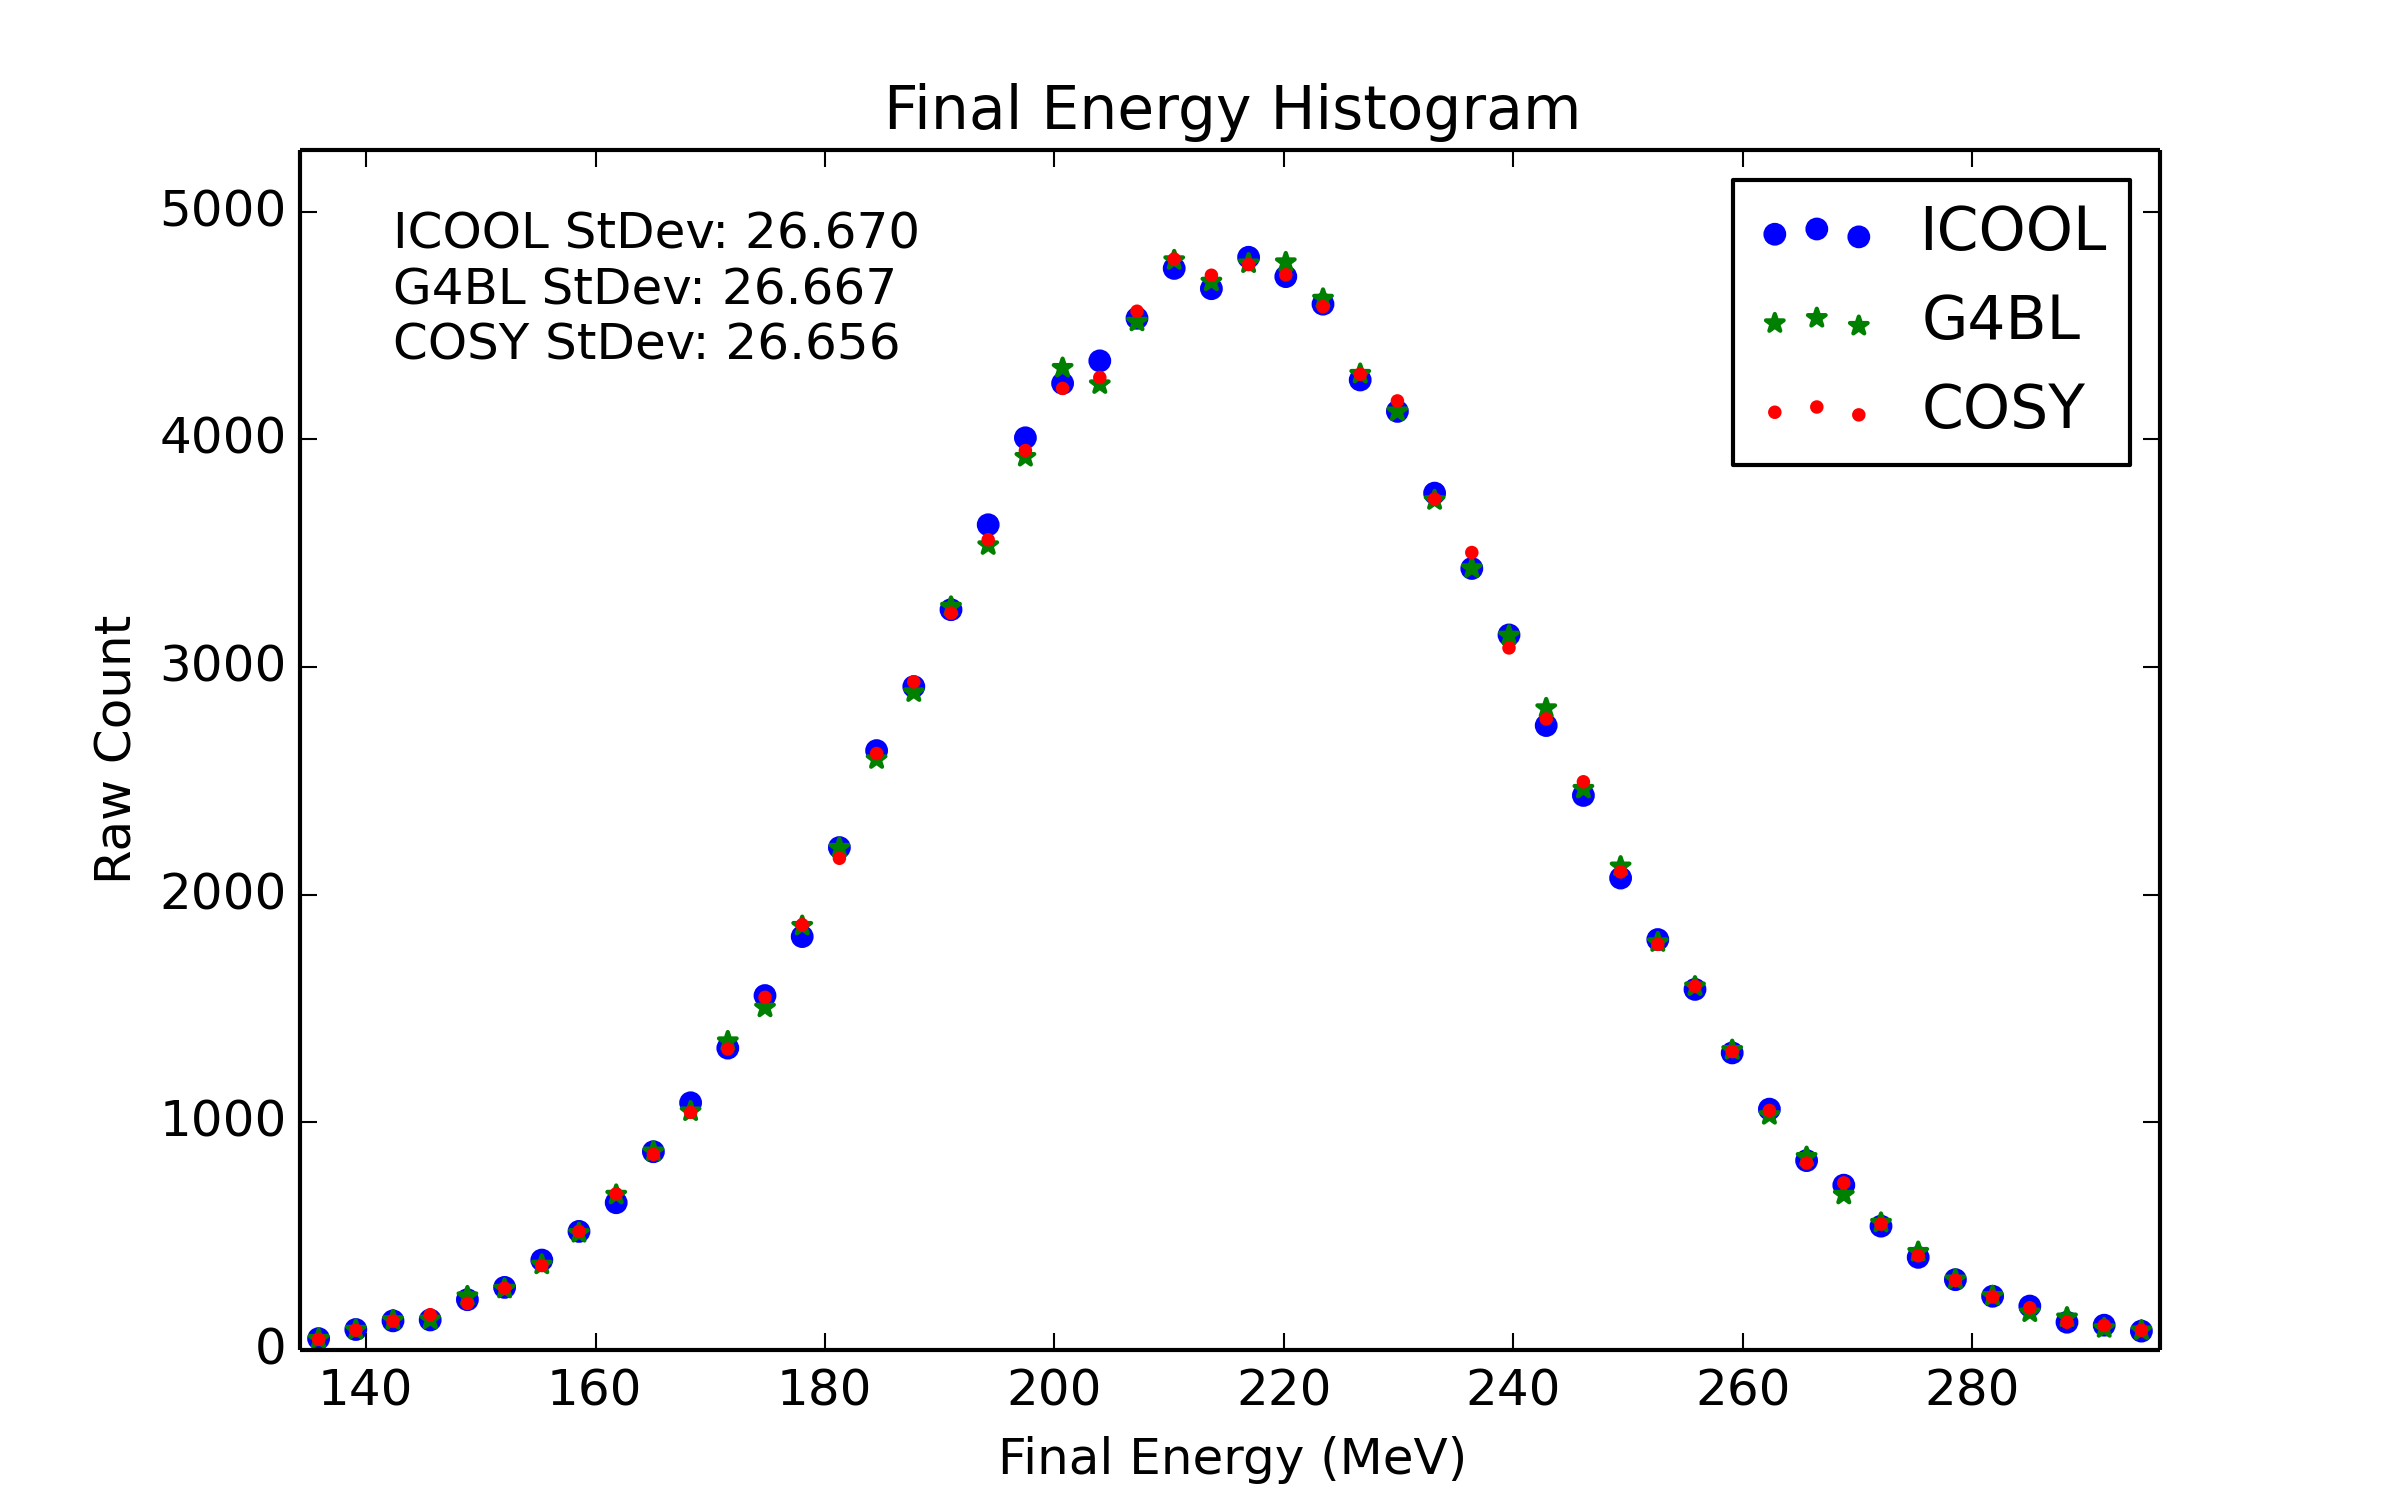 Final Energy Histogram
ICOOL StDev: 26.670
G4BL StDev: 26.667
COSY StDev: 26.656
ICOOL
G4BL
COSY
5000
4000
3000
2000
1000
0
Raw Count
140 160 180 200 220 240 260 280
Final Energy (MeV)